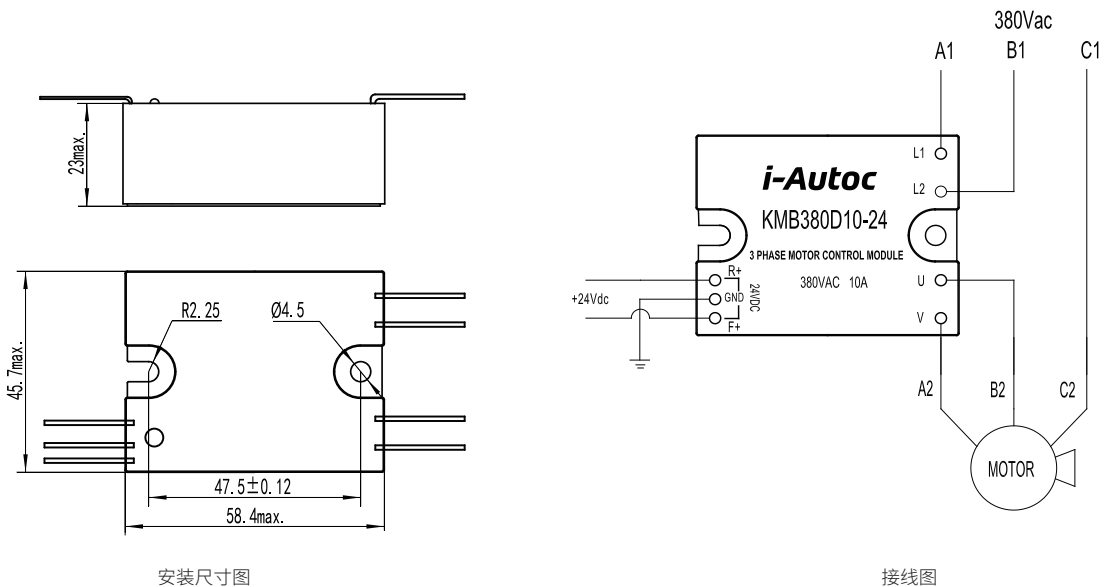 23max.
R2.25
Ø4.5
45.7max.
47.5±0.12
58.4max.
安装尺寸图
380Vac
A1
B1
C1
L1
i-Autoc
L2
KMB380D10-24
3 PHASE MOTOR CONTROL MODULE
R+
380VAC 10A
U
+24Vdc
GND
24VDC
F+
V
A2
B2
C2
MOTOR
接线图